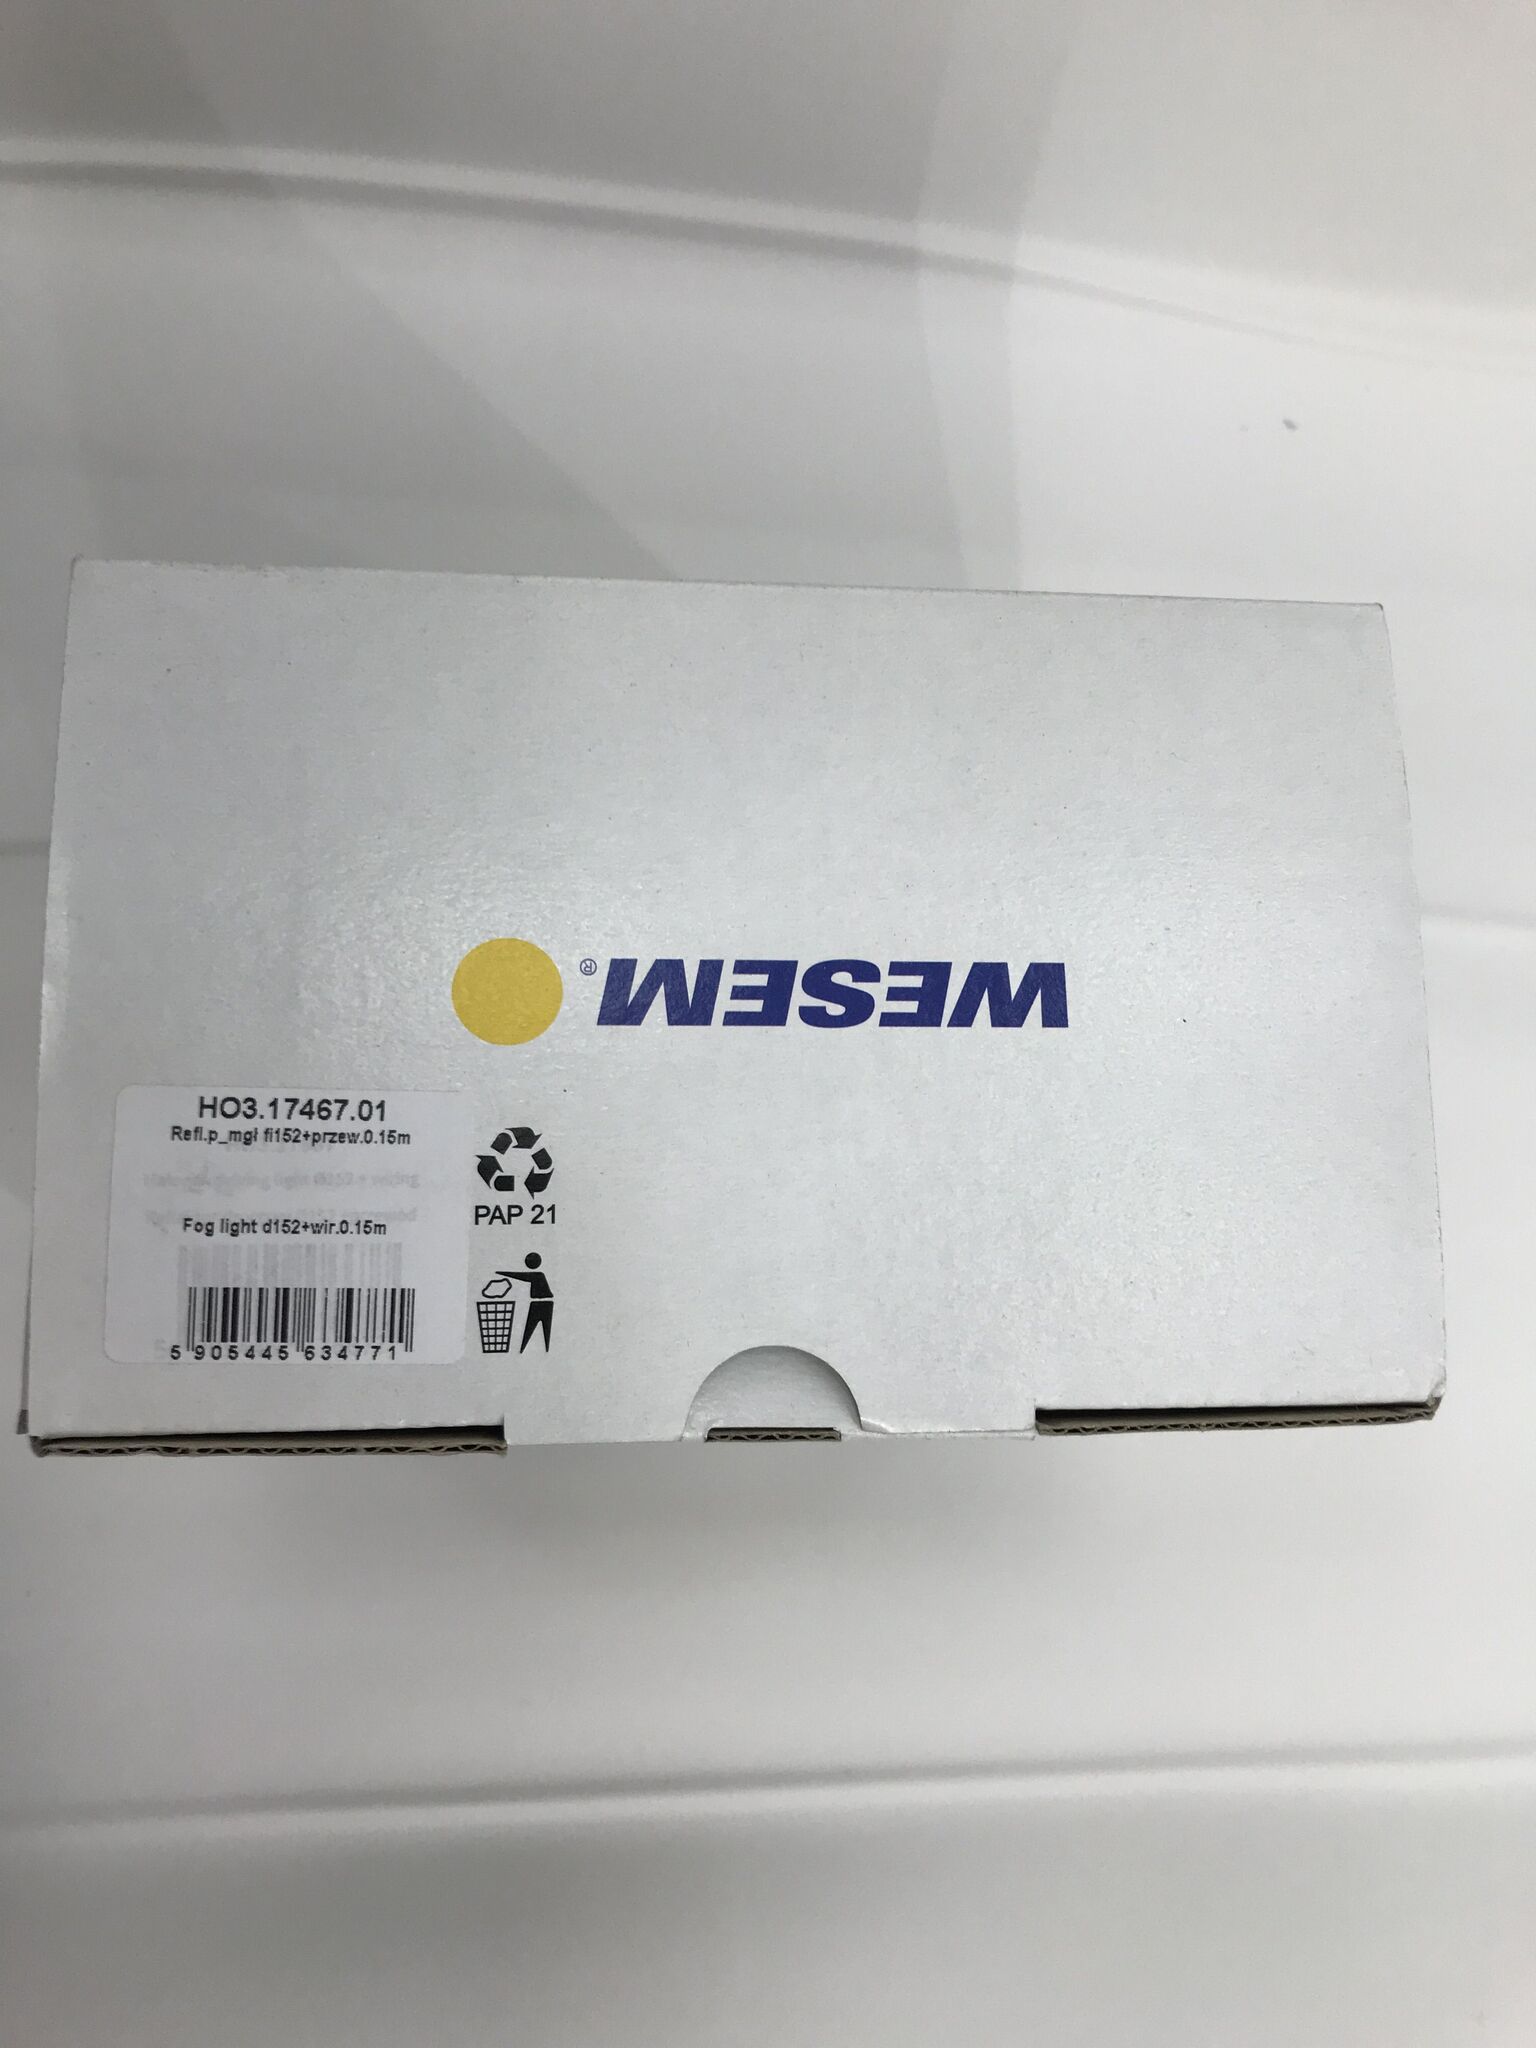 WESEM®
HO3.17467.01
Refl.p_mgł fi152+przew.0.15m
Fog light d152+wir.0.15m
5 905445 634771
PAP 21